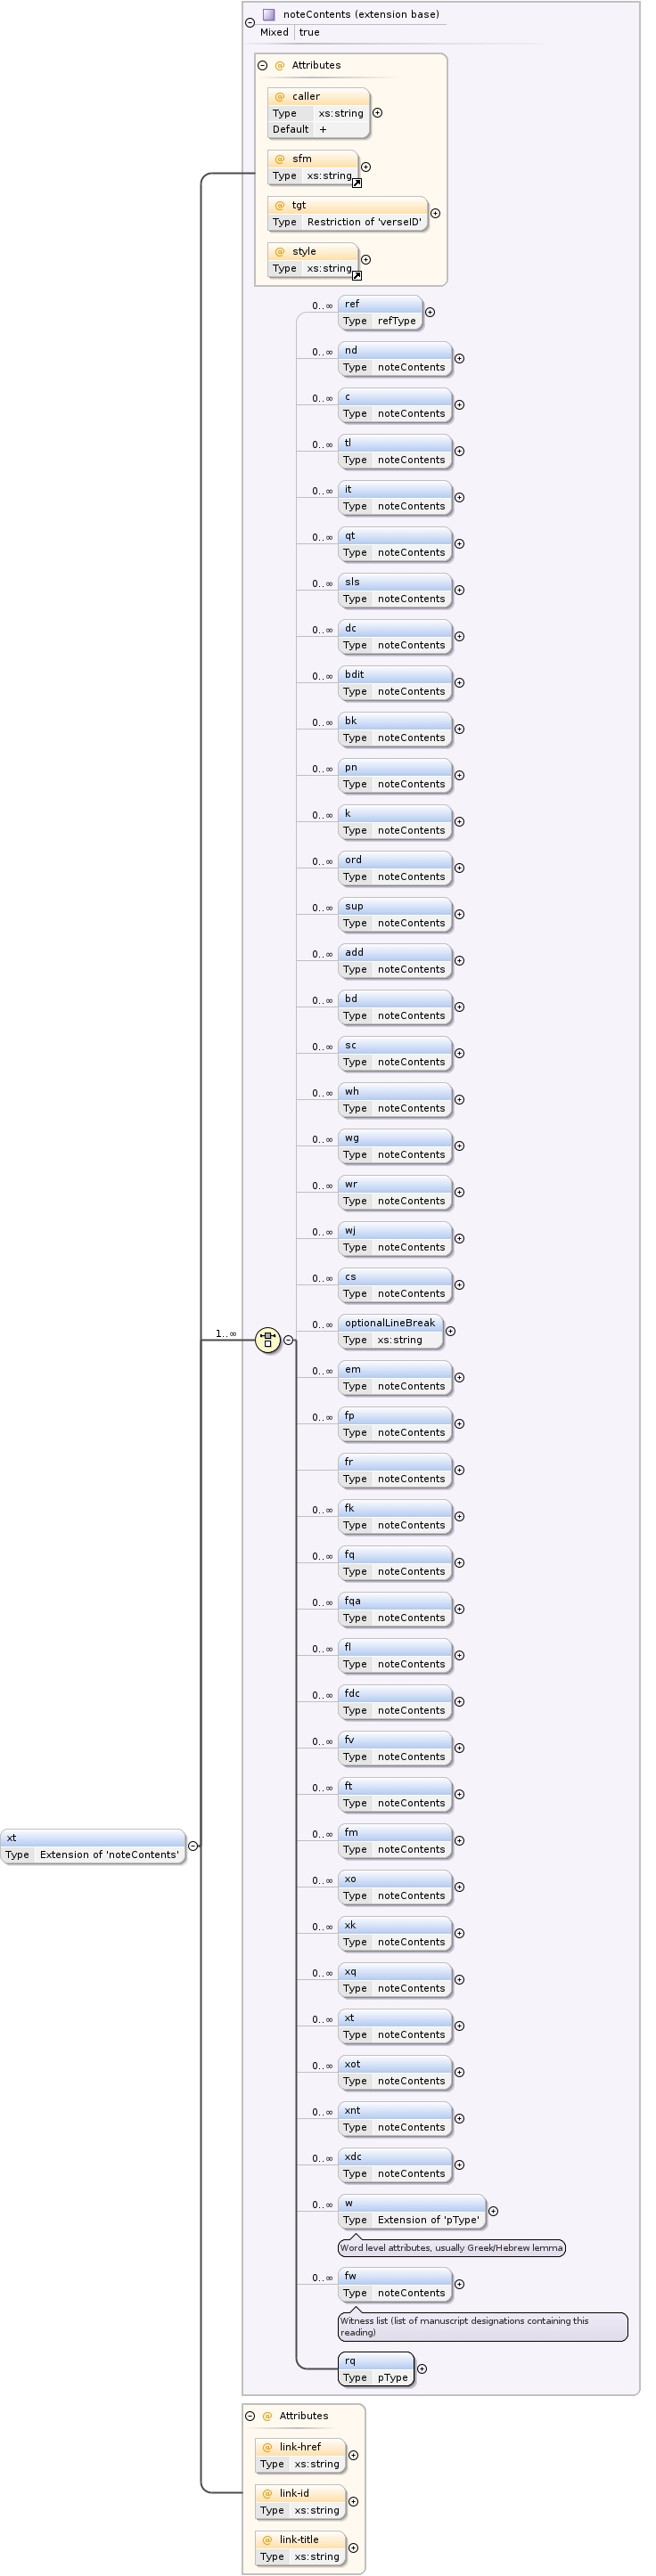 noteContents (extension base)
Mixed true
@ Attributes
@ caller
Type xs:string
Default +
@ sfm
Type xs:string
@ tgt
Type Restriction of 'verseID'
@ style
Type xs:string
0..∞ ref
Type refType
0..∞ nd
Type noteContents
0..∞ c
Type noteContents
0..∞ tl
Type noteContents
0..∞ it
Type noteContents
0..∞ qt
Type noteContents
0..∞ sls
Type noteContents
0..∞ dc
Type noteContents
0..∞ bdit
Type noteContents
0..∞ bk
Type noteContents
0..∞ pn
Type noteContents
0..∞ k
Type noteContents
0..∞ ord
Type noteContents
0..∞ sup
Type noteContents
0..∞ add
Type noteContents
0..∞ bd
Type noteContents
0..∞ sc
Type noteContents
0..∞ wh
Type noteContents
0..∞ wg
Type noteContents
0..∞ wr
Type noteContents
0..∞ wj
Type noteContents
0..∞ cs
Type noteContents
0..∞ optionalLineBreak
1..∞
Type xs:string
0..∞ em
Type noteContents
0..∞ fp
Type noteContents
fr
Type noteContents
0..∞ fk
Type noteContents
0..∞ fq
Type noteContents
0..∞ fqa
Type noteContents
0..∞ fl
Type noteContents
0..∞ fdc
Type noteContents
0..∞ fv
Type noteContents
0..∞ ft
Type noteContents
0..∞ fm
Type noteContents
xt
Type Extension of 'noteContents'
0..∞ xo
Type noteContents
0..∞ xk
Type noteContents
0..∞ xq
Type noteContents
0..∞ xt
Type noteContents
0..∞ xot
Type noteContents
0..∞ xnt
Type noteContents
0..∞ xdc
Type noteContents
0..∞ w
Type Extension of 'pType'
Word level attributes, usually Greek/Hebrew lemma
0..∞ fw
Type noteContents
Witness list (list of manuscript designations containing this
reading)
rq
Type pType
@ Attributes
@ link-href
Type xs:string
@ link-id
Type xs:string
@ link-title
Type xs:string